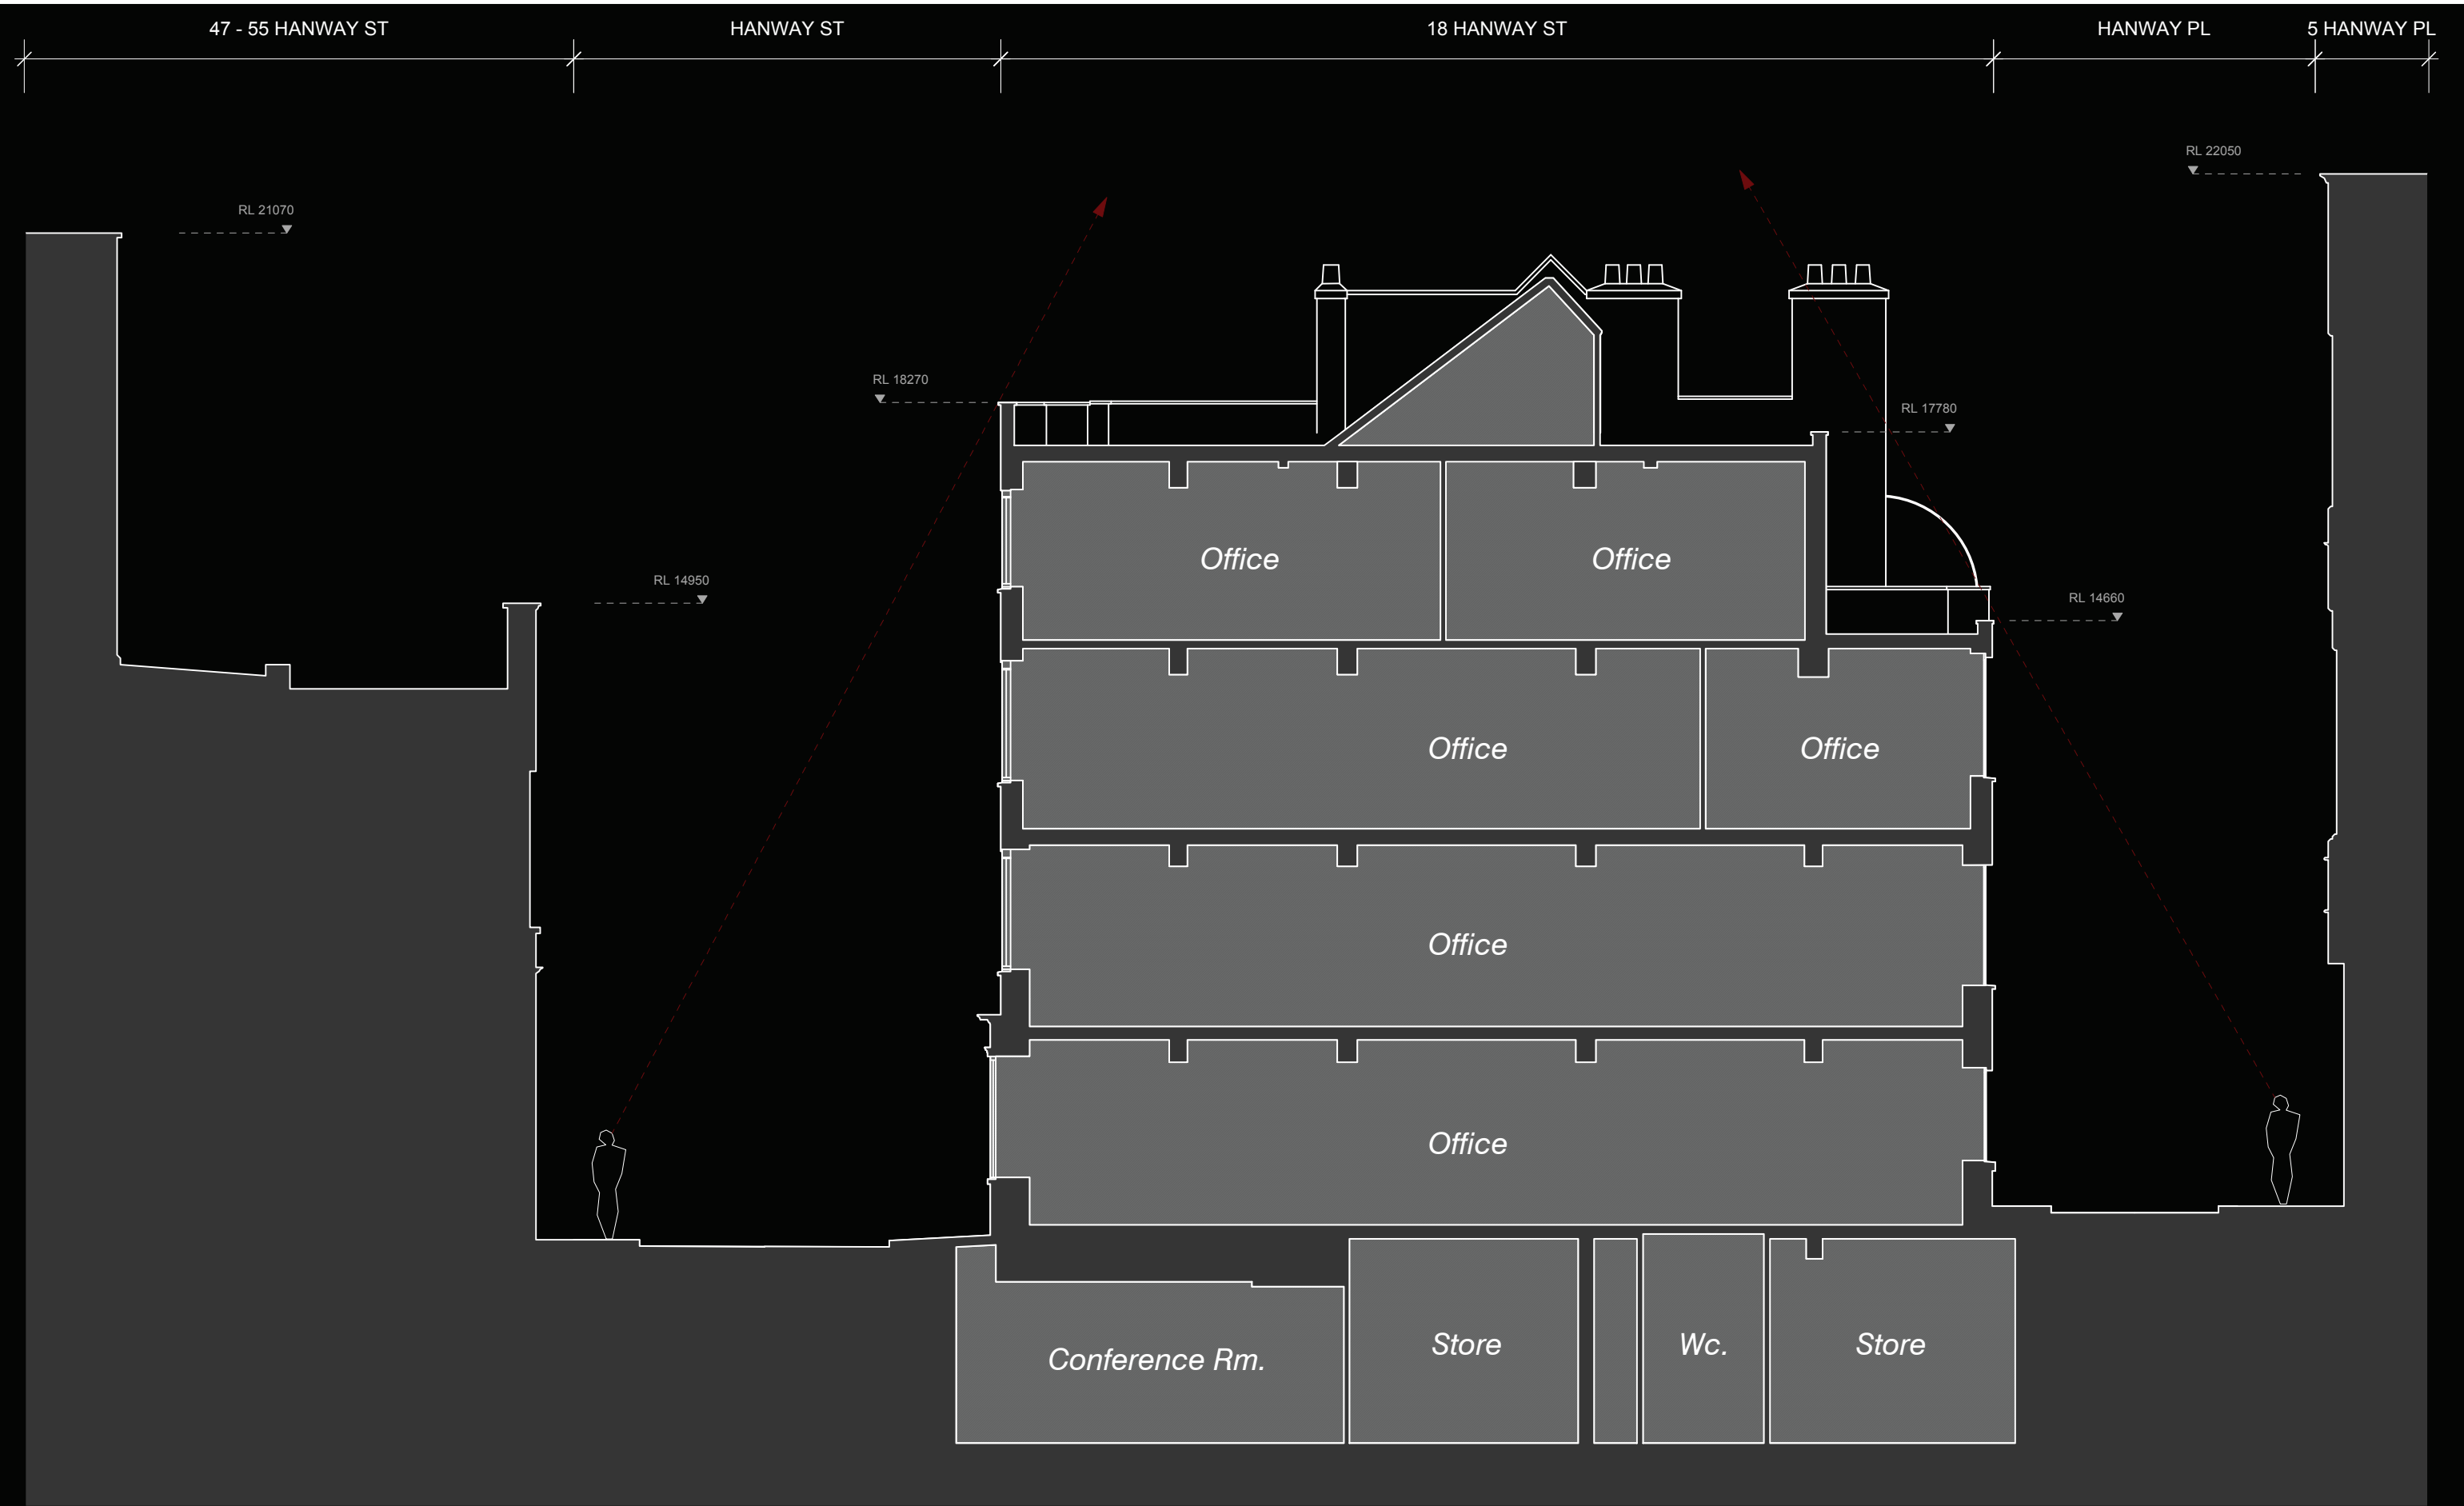 47 - 55 HANWAY ST
HANWAY ST
18 HANWAY ST
HANWAY PL
5 HANWAY PL
RL 22050
RL 21070
RL 18270
RL 17780
RL 14950
RL 14660
Office
Office
Office
Office
Office
Office
Conference Rm.
Store
Wc.
Store